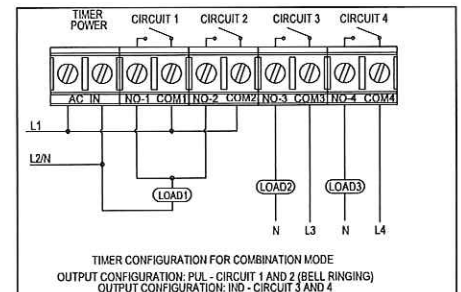 TIMER POWER
CIRCUIT 1 CIRCUIT 2 CIRCUIT 3 CIRCUIT 4
AC IN NO-1 COM1 NO-2 COM2 NO-3 COM3 NO-4 COM4
L1
L2/N
LOAD1 LOAD2 LOAD3
N L3 N L4
TIMER CONFIGURATION FOR COMBINATION MODE
OUTPUT CONFIGURATION: PUL - CIRCUIT 1 AND 2 (BELL RINGING)
OUTPUT CONFIGURATION: IND - CIRCUIT 3 AND 4